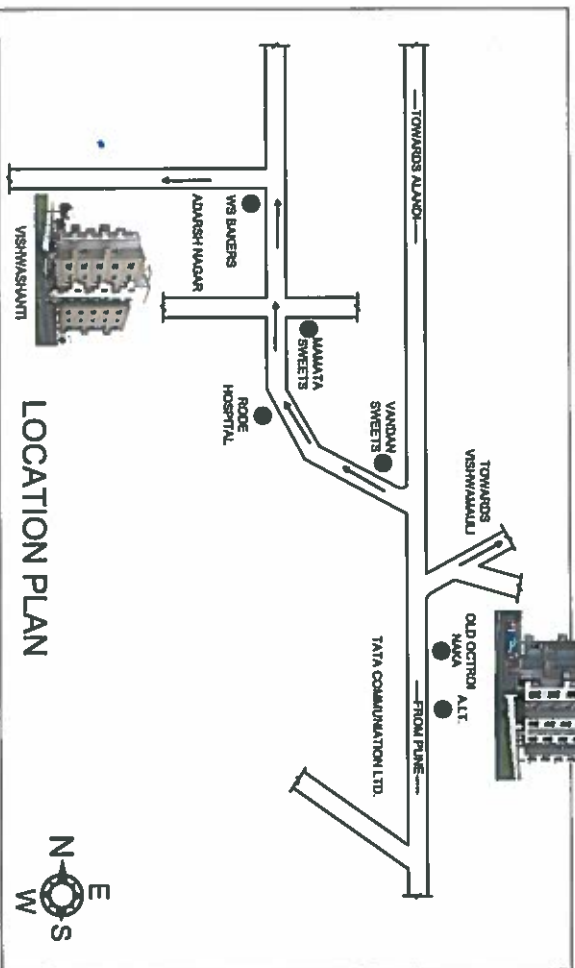 TOWARDS ALANDI
TOWARDS
VISHWAMAULI
OLD OCTROI
NAKA
A.I.T.
FROM PUNE
TATA COMMUNIATION LTD.
VANDAN
SWEETS
MAMATA
SWEETS
RODE
HOSPITAL
WS BAKERS
ADARSH NAGAR
VISHWASHANTI
LOCATION PLAN
N
E
S
W